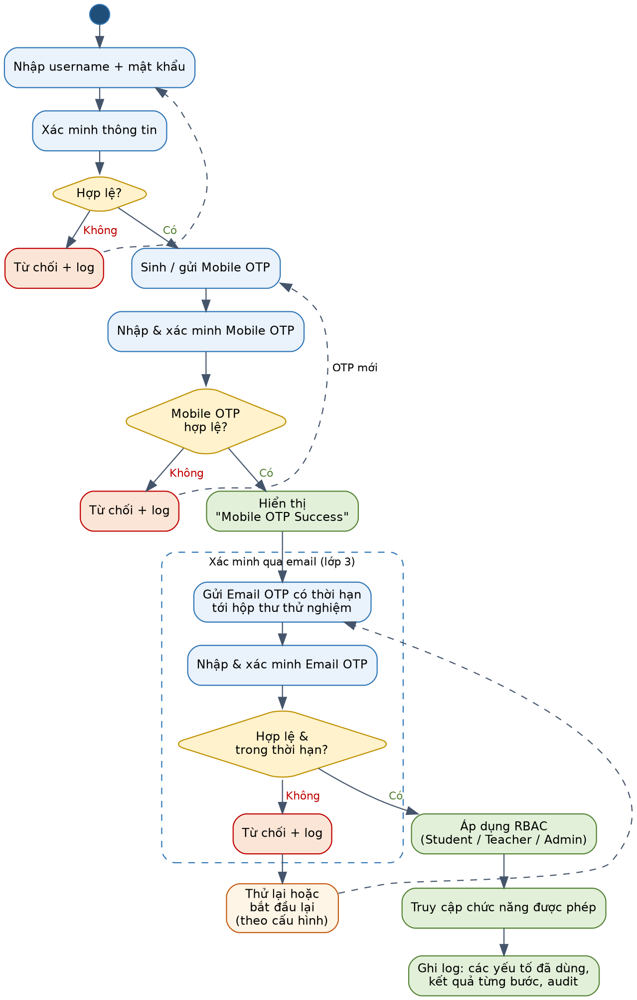 Nhập username + mật khẩu
Xác minh thông tin
Hợp lệ?
Không
Có
Từ chối + log
Sinh / gửi Mobile OTP
Nhập & xác minh Mobile OTP
OTP mới
Mobile OTP
hợp lệ?
Không
Có
Từ chối + log
Hiển thị
"Mobile OTP Success"
Xác minh qua email (lớp 3)
Gửi Email OTP có thời hạn
tới hộp thư thử nghiệm
Nhập & xác minh Email OTP
Hợp lệ &
trong thời hạn?
Không
Có
Từ chối + log
Áp dụng RBAC
(Student / Teacher / Admin)
Thử lại hoặc
bắt đầu lại
(theo cấu hình)
Truy cập chức năng được phép
Ghi log: các yếu tố đã dùng,
kết quả từng bước, audit